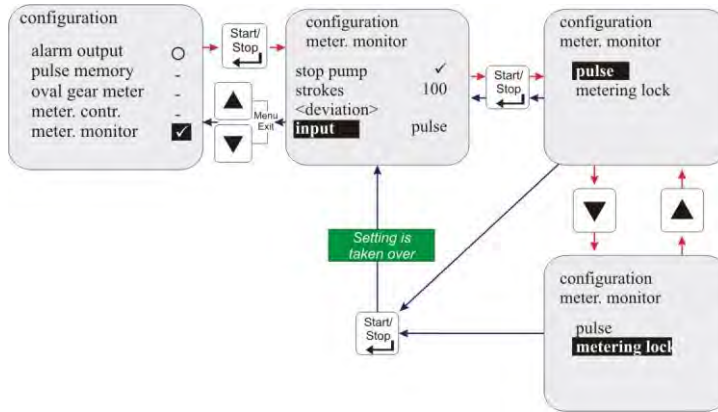 configuration
alarm output
pulse memory -
oval gear meter -
meter. contr. -
meter. monitor ✓
Start/
Stop
Menu
Exit
configuration
meter. monitor
stop pump ✓
strokes 100
<deviation>
input pulse
Start/
Stop
configuration
meter. monitor
pulse
metering lock
Setting is
taken over
Start/
Stop
configuration
meter. monitor
pulse
metering lock